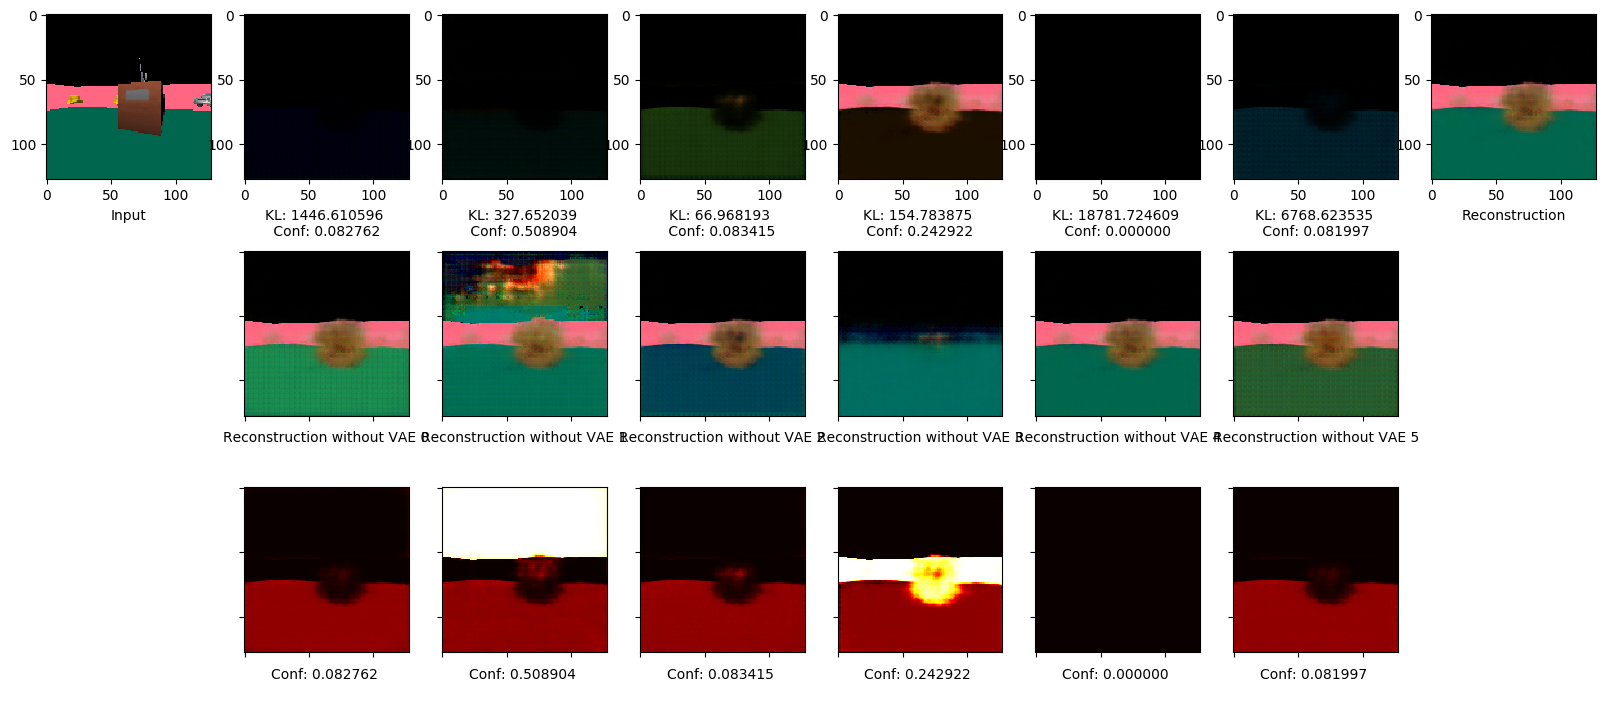 0
50
100
0 50 100
Input
0
50
100
0 50 100
KL: 1446.610596
Conf: 0.082762
0
50
100
0 50 100
KL: 327.652039
Conf: 0.508904
0
50
100
0 50 100
KL: 66.968193
Conf: 0.083415
0
50
100
0 50 100
KL: 154.783875
Conf: 0.242922
0
50
100
0 50 100
KL: 18781.724609
Conf: 0.000000
0
50
100
0 50 100
KL: 6768.623535
Conf: 0.081997
0
50
100
0 50 100
Reconstruction
Reconstruction without VAE 0
Reconstruction without VAE 1
Reconstruction without VAE 2
Reconstruction without VAE 3
Reconstruction without VAE 4
Reconstruction without VAE 5
Conf: 0.082762
Conf: 0.508904
Conf: 0.083415
Conf: 0.242922
Conf: 0.000000
Conf: 0.081997